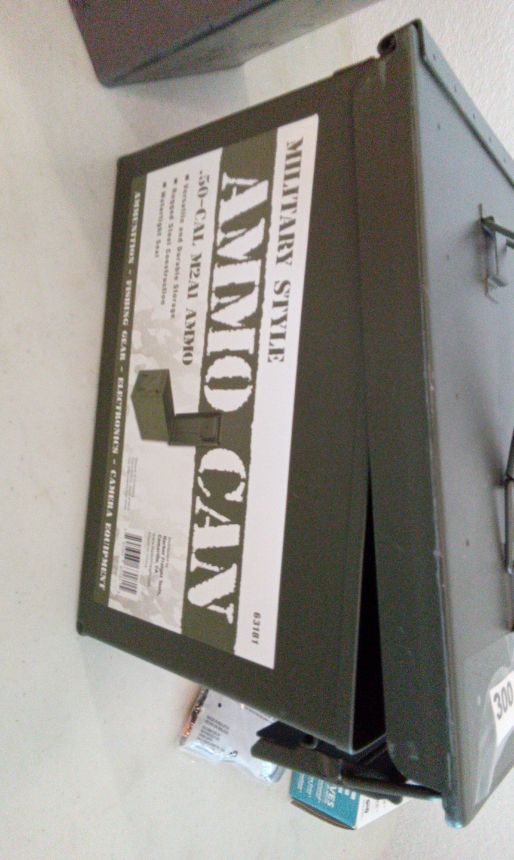 MILITARY STYLE
63181
AMMO CAN
.50-CAL M2A1 AMMO
Versatile and Durable Storage
Rugged Steel Construction
Watertight Seal
AMMUNITION - FISHING GEAR - ELECTRONICS - CAMERA EQUIPMENT
300